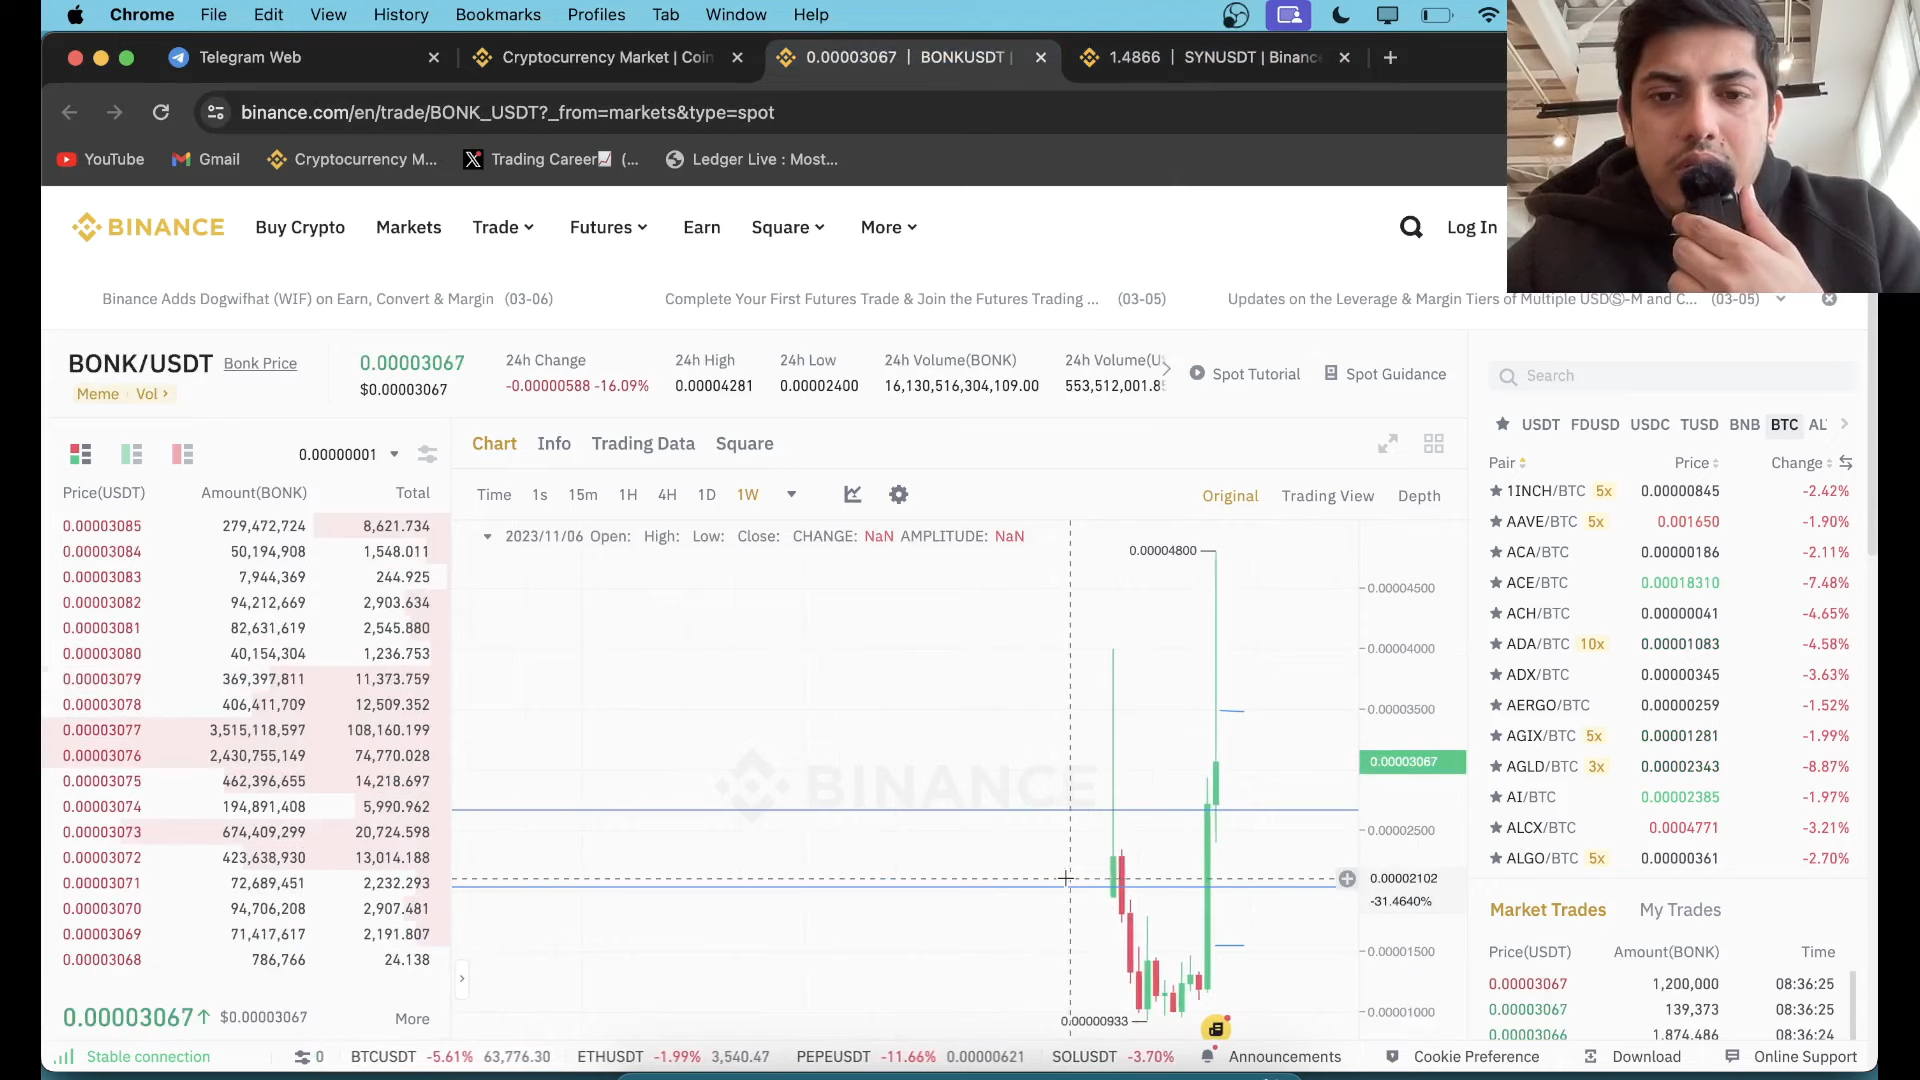 Chrome File Edit View History Bookmarks Profiles Tab Window Help
Telegram Web Cryptocurrency Market | Coin 0.00003067 | BONKUSDT | 1.4866 | SYNUSDT | Binance
binance.com/en/trade/BONK_USDT?_from=markets&type=spot
YouTube Gmail Cryptocurrency M... Trading Career (... Ledger Live : Most...
BINANCE Buy Crypto Markets Trade Futures Earn Square More Log In
Binance Adds Dogwifhat (WIF) on Earn, Convert & Margin (03-06) Complete Your First Futures Trade & Join the Futures Trading ... (03-05) Updates on the Leverage & Margin Tiers of Multiple USDⓈ-M and C... (03-05)
BONK/USDT Bonk Price
Meme Vol
0.00003067
$0.00003067
24h Change
-0.00000588 -16.09%
24h High
0.00004281
24h Low
0.00002400
24h Volume(BONK)
16,130,516,304,109.00
24h Volume(U
553,512,001.8
Spot Tutorial Spot Guidance
0.00000001
Price(USDT) Amount(BONK) Total
0.00003085 279,472,724 8,621.734
0.00003084 50,194,908 1,548.011
0.00003083 7,944,369 244.925
0.00003082 94,212,669 2,903.634
0.00003081 82,631,619 2,545.880
0.00003080 40,154,304 1,236.753
0.00003079 369,397,811 11,373.759
0.00003078 406,411,709 12,509.352
0.00003077 3,515,118,597 108,160.199
0.00003076 2,430,755,149 74,770.028
0.00003075 462,396,655 14,218.697
0.00003074 194,891,408 5,990.962
0.00003073 674,409,299 20,724.598
0.00003072 423,638,930 13,014.188
0.00003071 72,689,451 2,232.293
0.00003070 94,706,208 2,907.481
0.00003069 71,417,617 2,191.807
0.00003068 786,766 24.138
0.00003067 $0.00003067 More
Chart Info Trading Data Square
Time 1s 15m 1H 4H 1D 1W Original Trading View Depth
2023/11/06 Open: High: Low: Close: CHANGE: NaN AMPLITUDE: NaN
0.00004800
0.00004500
0.00004000
0.00003500
0.00003067
BINANCE
0.00002500
0.00002102
-31.4640%
0.00001500
0.00001000
0.00000933
Search
USDT FDUSD USDC TUSD BNB BTC AL
Pair Price Change
1INCH/BTC 5x 0.00000845 -2.42%
AAVE/BTC 5x 0.001650 -1.90%
ACA/BTC 0.00000186 -2.11%
ACE/BTC 0.00018310 -7.48%
ACH/BTC 0.00000041 -4.65%
ADA/BTC 10x 0.00001083 -4.58%
ADX/BTC 0.00000345 -3.63%
AERGO/BTC 0.00000259 -1.52%
AGIX/BTC 5x 0.00001281 -1.99%
AGLD/BTC 3x 0.00002343 -8.87%
AI/BTC 0.00002385 -1.97%
ALCX/BTC 0.0004771 -3.21%
ALGO/BTC 5x 0.00000361 -2.70%
Market Trades My Trades
Price(USDT) Amount(BONK) Time
0.00003067 1,200,000 08:36:25
0.00003067 139,373 08:36:25
0.00003066 1,874,486 08:36:24
Stable connection 0 BTCUSDT -5.61% 63,776.30 ETHUSDT -1.99% 3,540.47 PEPEUSDT -11.66% 0.00000621 SOLUSDT -3.70% Announcements Cookie Preference Download Online Support